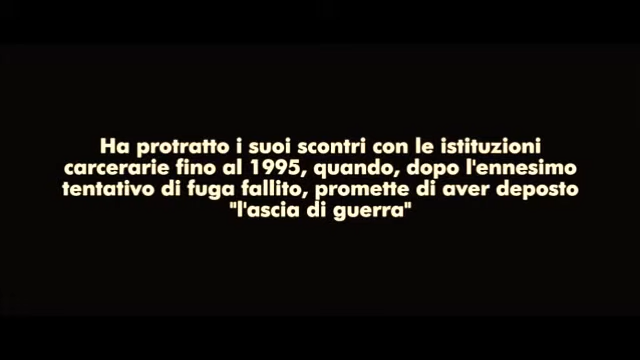 Ha protratto i suoi scontri con le istituzioni
carcerarie fino al 1995, quando, dopo l'ennesimo
tentativo di fuga fallito, promette di aver deposto
"l'ascia di guerra"